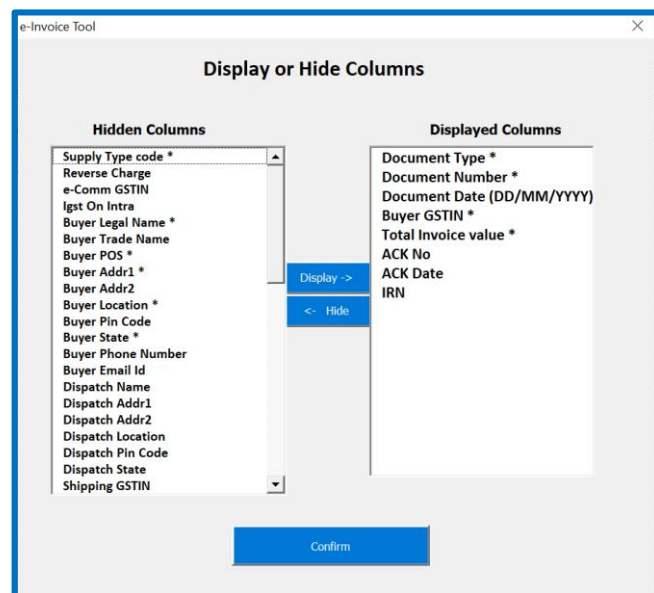 e-Invoice Tool
Display or Hide Columns
Hidden Columns
Supply Type code *
Reverse Charge
e-Comm GSTIN
Igst On Intra
Buyer Legal Name *
Buyer Trade Name
Buyer POS *
Buyer Addr1 *
Buyer Addr2
Buyer Location *
Buyer Pin Code
Buyer State *
Buyer Phone Number
Buyer Email Id
Dispatch Name
Dispatch Addr1
Dispatch Addr2
Dispatch Location
Dispatch Pin Code
Dispatch State
Shipping GSTIN
Display ->
<- Hide
Displayed Columns
Document Type *
Document Number *
Document Date (DD/MM/YYYY)
Buyer GSTIN *
Total Invoice value *
ACK No
ACK Date
IRN
Confirm